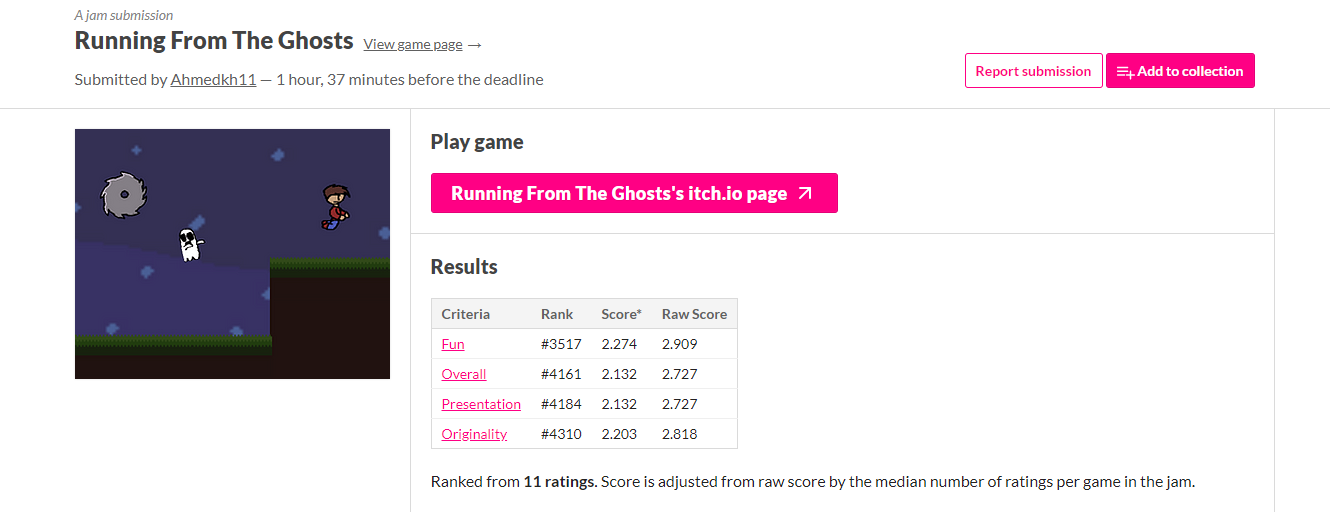 A jam submission
Running From The Ghosts View game page →
Submitted by Ahmedkh11 — 1 hour, 37 minutes before the deadline
Report submission Add to collection
Play game
Running From The Ghosts's itch.io page
Results
Criteria Rank Score* Raw Score
Fun #3517 2.274 2.909
Overall #4161 2.132 2.727
Presentation #4184 2.132 2.727
Originality #4310 2.203 2.818
Ranked from 11 ratings. Score is adjusted from raw score by the median number of ratings per game in the jam.